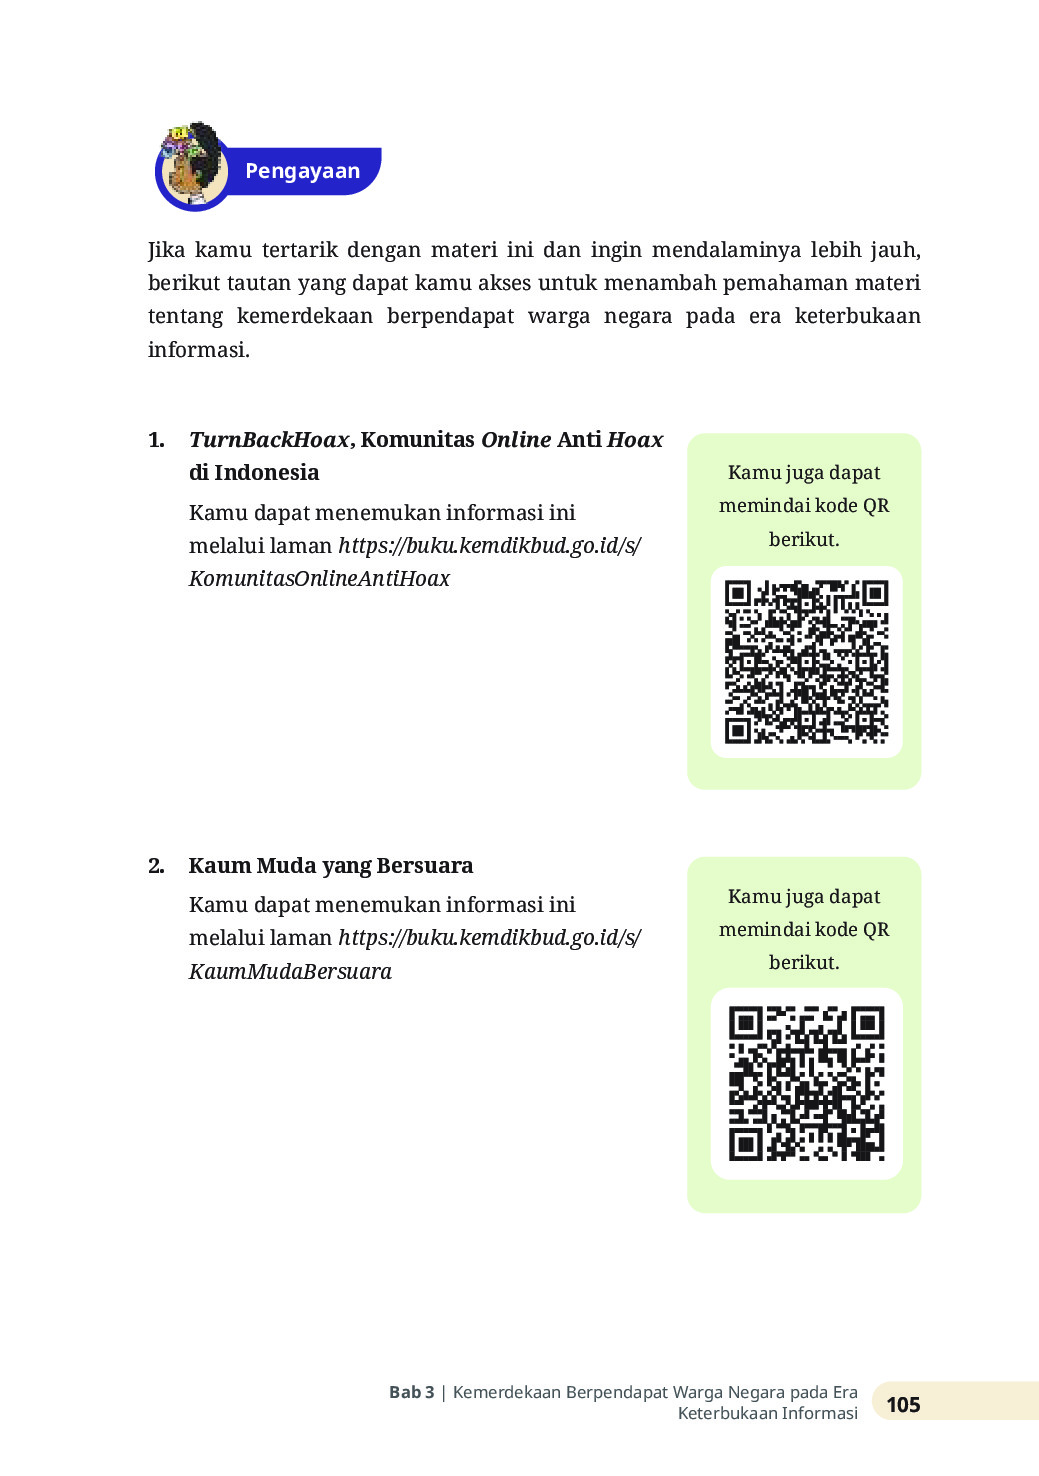 Pengayaan
Jika kamu tertarik dengan materi ini dan ingin mendalaminya lebih jauh,
berikut tautan yang dapat kamu akses untuk menambah pemahaman materi
tentang kemerdekaan berpendapat warga negara pada era keterbukaan
informasi.
1. TurnBackHoax, Komunitas Online Anti Hoax
di Indonesia
Kamu dapat menemukan informasi ini
melalui laman https://buku.kemdikbud.go.id/s/
KomunitasOnlineAntiHoax
Kamu juga dapat
memindai kode QR
berikut.
2. Kaum Muda yang Bersuara
Kamu dapat menemukan informasi ini
melalui laman https://buku.kemdikbud.go.id/s/
KaumMudaBersuara
Kamu juga dapat
memindai kode QR
berikut.
Bab 3 | Kemerdekaan Berpendapat Warga Negara pada Era
Keterbukaan Informasi
105